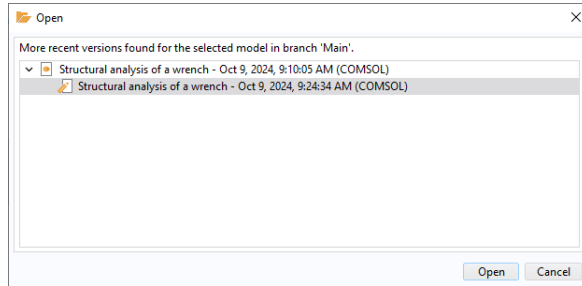 Open
More recent versions found for the selected model in branch 'Main'.
Structural analysis of a wrench - Oct 9, 2024, 9:10:05 AM (COMSOL)
Structural analysis of a wrench - Oct 9, 2024, 9:24:34 AM (COMSOL)
Open Cancel